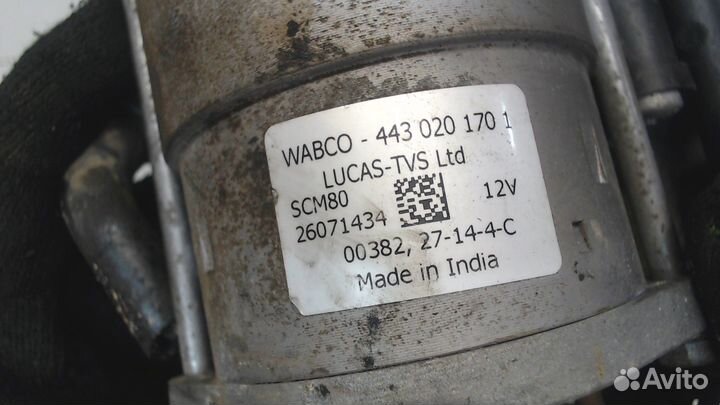 WABCO - 443 020 170 1
LUCAS-TVS Ltd
SCM80
12V
26071434
00382, 27-14-4-C
Made in India
Avito